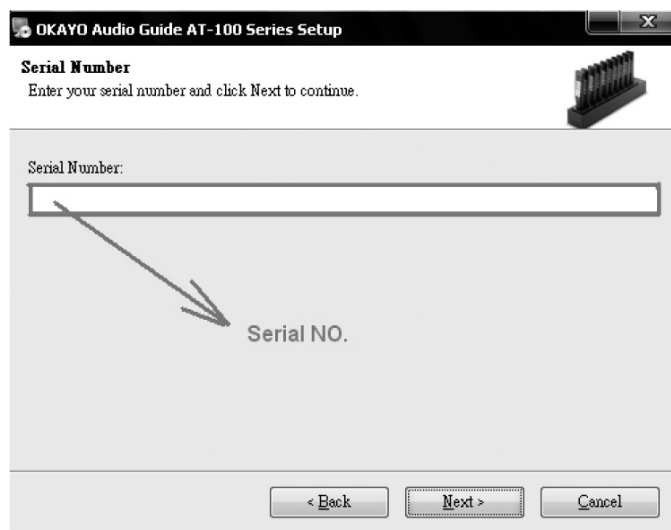 OKAYO Audio Guide AT-100 Series Setup
Serial Number
Enter your serial number and click Next to continue.
Serial Number:
Serial NO.
< Back
Next >
Cancel